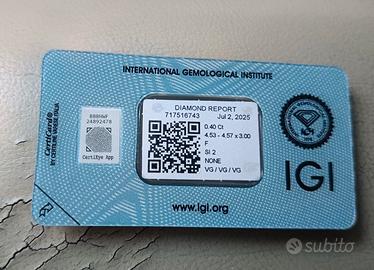 INTERNATIONAL GEMOLOGICAL INSTITUTE
DIAMOND REPORT
717516743 Jul 2, 2025
0.40 Ct
4.53 - 4.57 x 3.00
F
SI 2
NONE
VG / VG / VG
24892478
CertiEye App
IGI
www.igi.org
subito